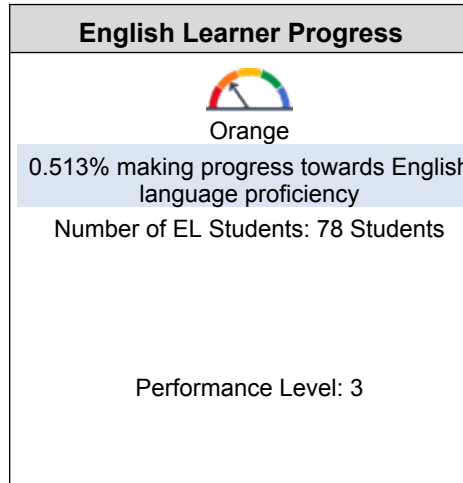 English Learner Progress
Orange
0.513% making progress towards English
language proficiency
Number of EL Students: 78 Students
Performance Level: 3